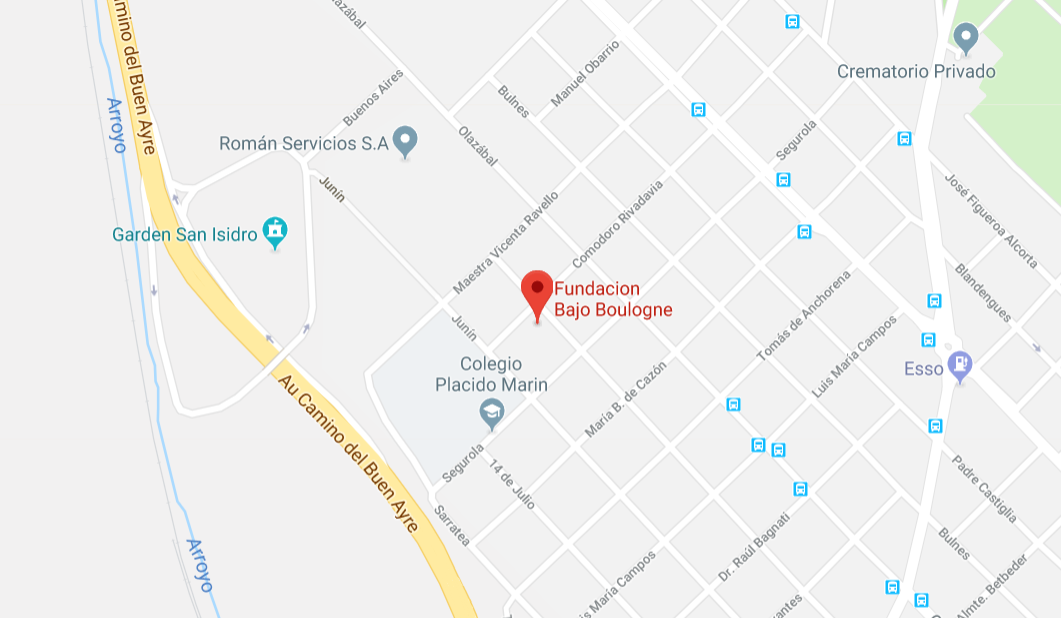 Olazábal
Camino del Buen Ayre
Arroyo
Buenos Aires
Bulnes
Manuel Obarrio
Crematorio Privado
Román Servicios S.A
Olazábal
Segurola
Junín
José Figueroa Alcorta
Garden San Isidro
Maestra Vicenta Ravello
Comodoro Rivadavia
Blandengues
Fundacion
Bajo Boulogne
Junín
Tomás de Anchorena
Luis María Campos
Colegio
Placido Marin
Esso
María B. de Cazón
Au Camino del Buen Ayre
Segurola
14 de Julio
Padre Castiglia
Sarratea
Dr. Raúl Bagnati
Bulnes
Arroyo
is María Campos
Almte. Betbeder
antes